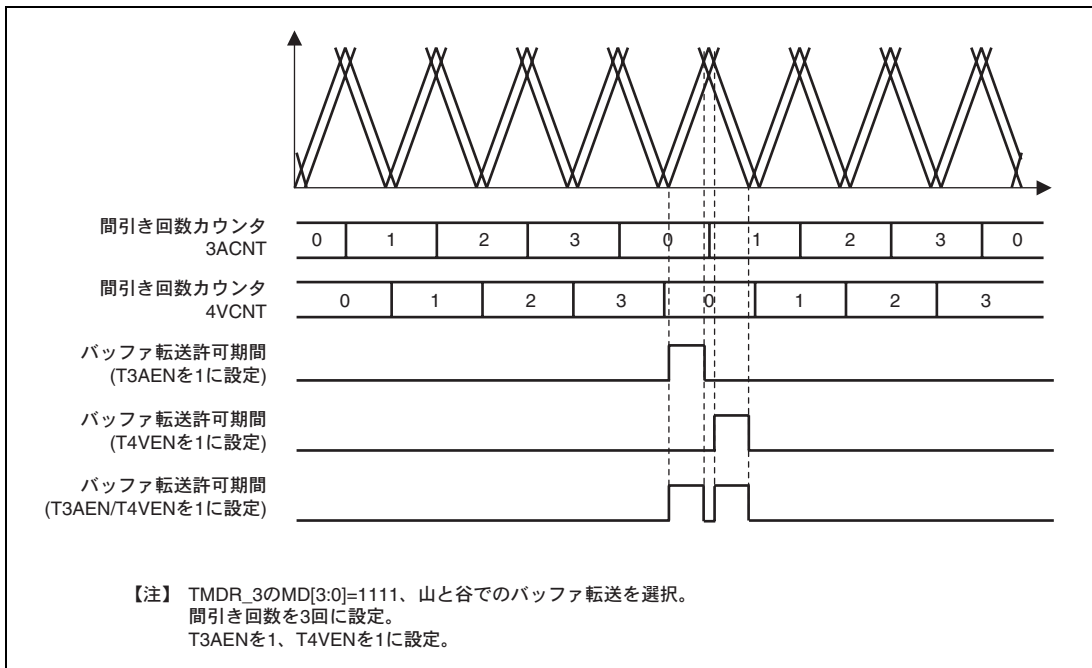 間引き回数カウンタ
3ACNT
0 1 2 3 0 1 2 3 0
間引き回数カウンタ
4VCNT
0 1 2 3 0 1 2 3
バッファ転送許可期間
(T3AENを1に設定)
バッファ転送許可期間
(T4VENを1に設定)
バッファ転送許可期間
(T3AEN/T4VENを1に設定)
【注】 TMDR_3のMD[3:0]=1111、山と谷でのバッファ転送を選択。
間引き回数を3回に設定。
T3AENを1、T4VENを1に設定。